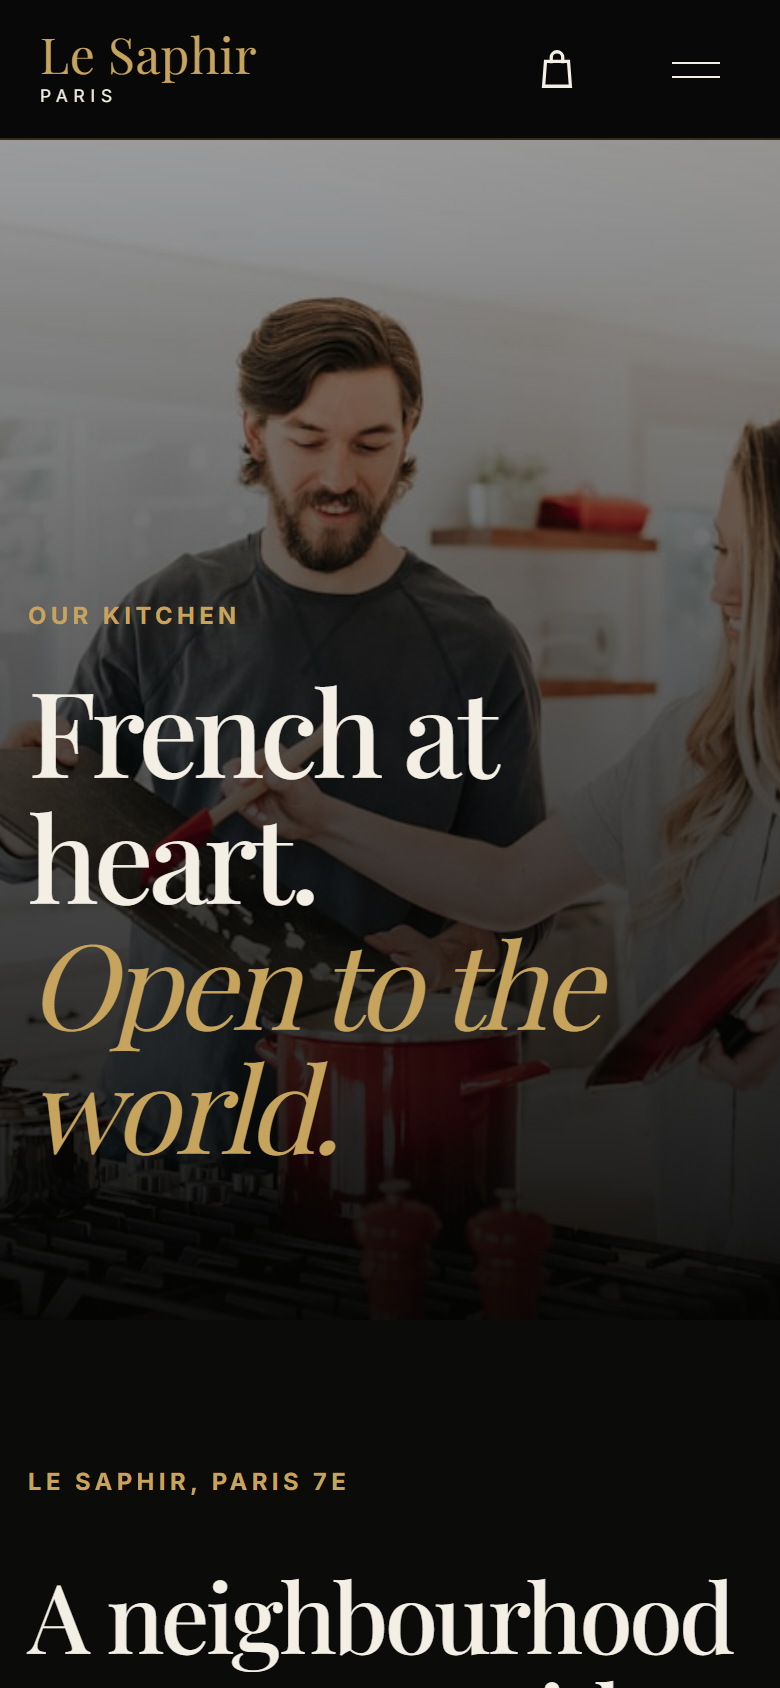 Le Saphir
PARIS
OUR KITCHEN
French at
heart.
Open to the
world.
LE SAPHIR, PARIS 7E
A neighbourhood